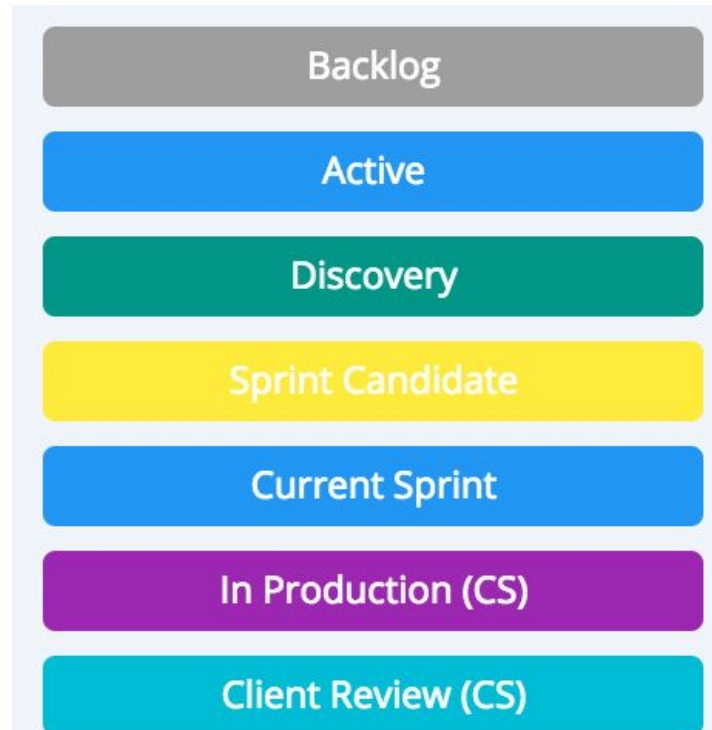 Backlog
Active
Discovery
Sprint Candidate
Current Sprint
In Production (CS)
Client Review (CS)